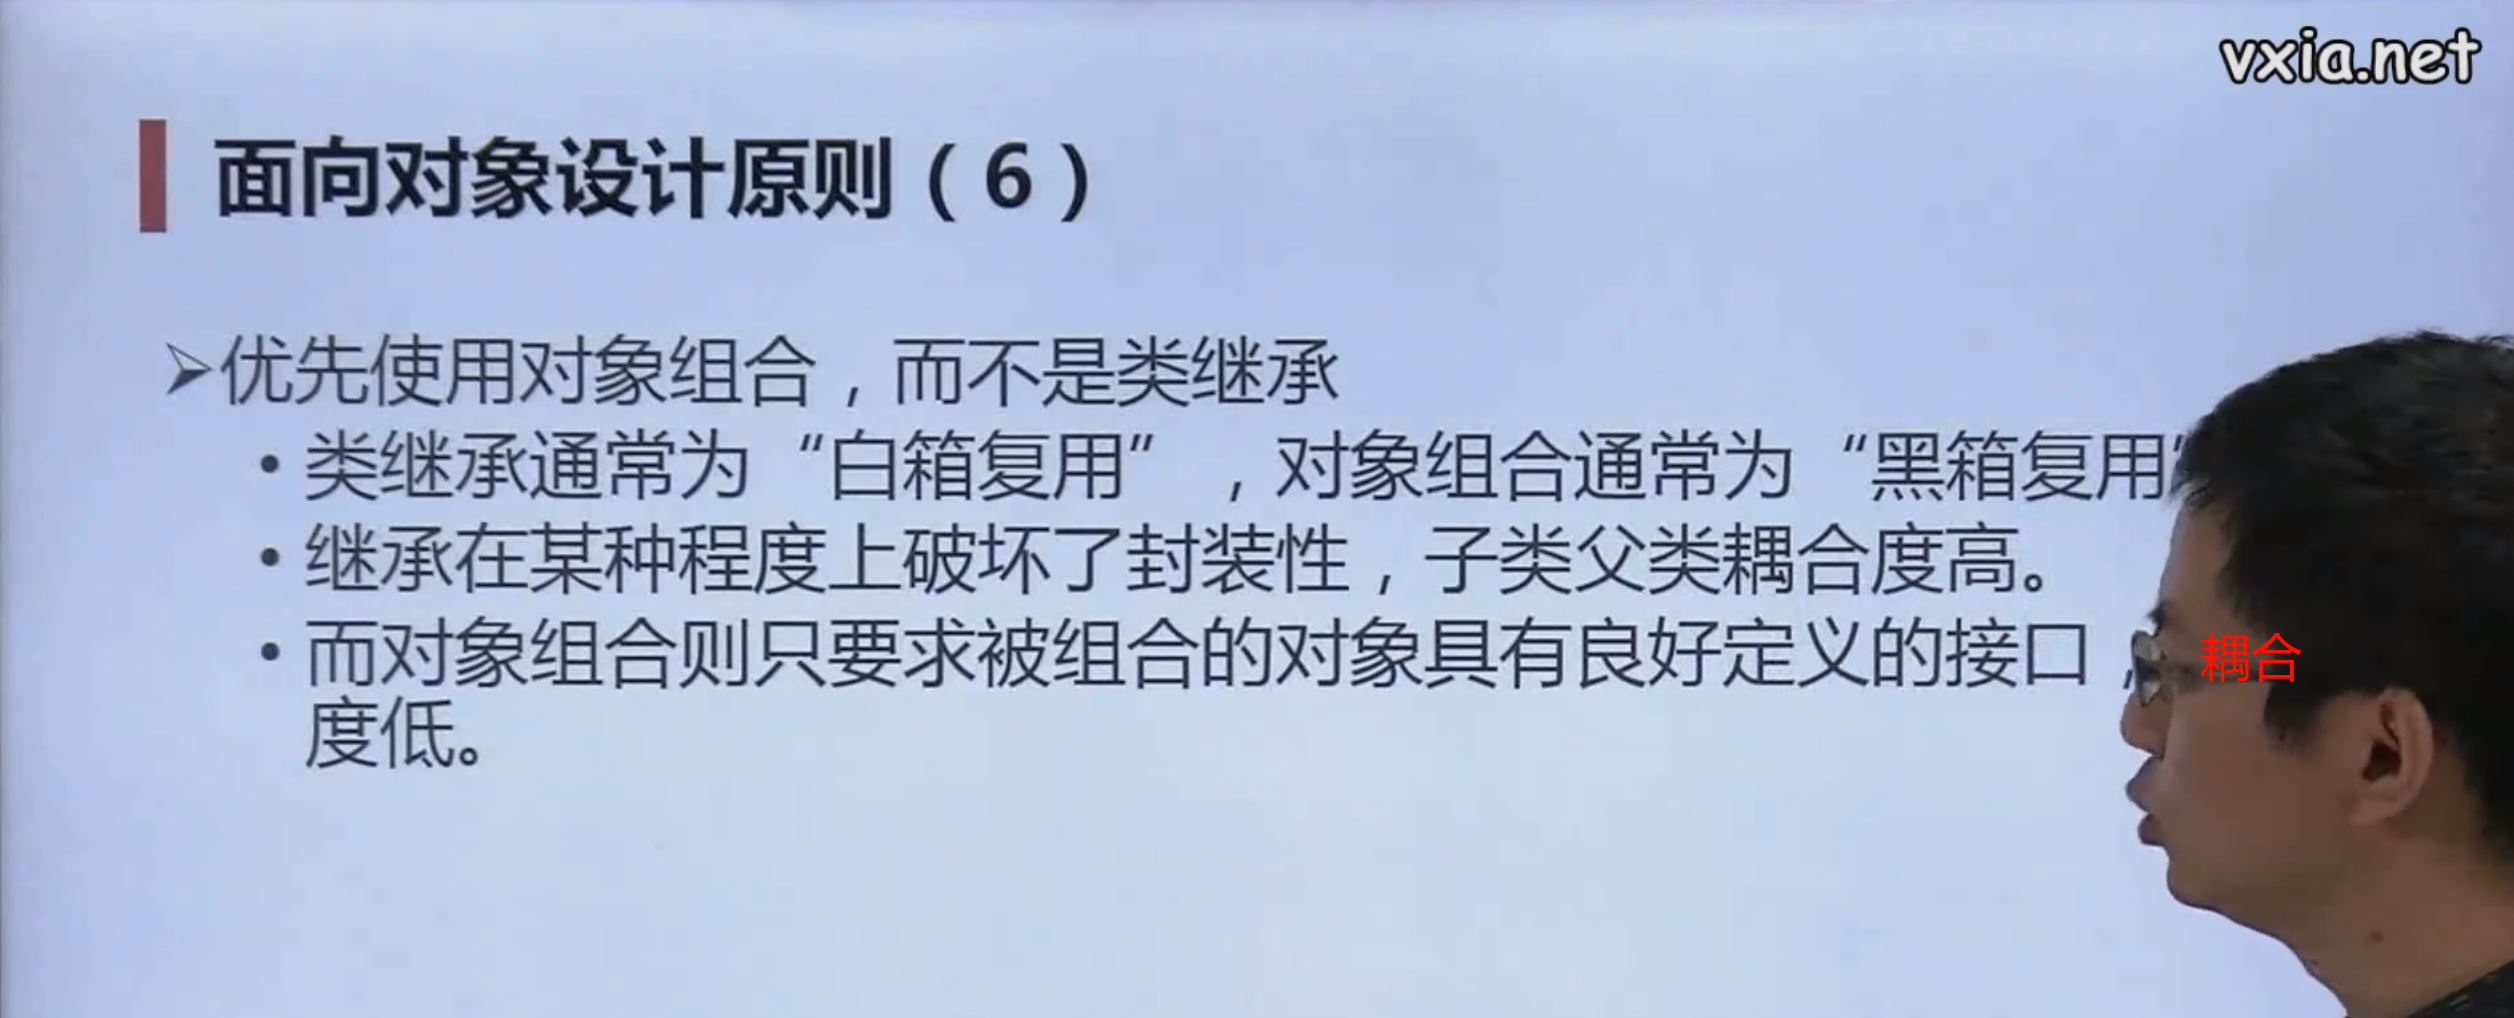 vxia.net
面向对象设计原则（6）
➢优先使用对象组合，而不是类继承
• 类继承通常为“白箱复用”，对象组合通常为“黑箱复用”
• 继承在某种程度上破坏了封装性，子类父类耦合度高。
• 而对象组合则只要求被组合的对象具有良好定义的接口，耦合
度低。